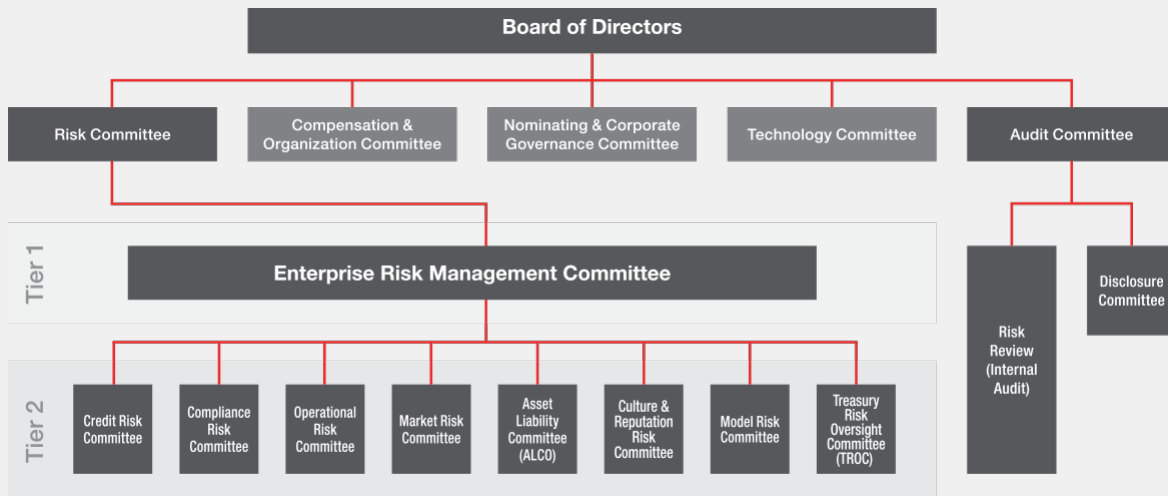 Board of Directors
Risk Committee
Compensation &
Organization Committee
Nominating & Corporate
Governance Committee
Technology Committee
Audit Committee
Tier 1
Enterprise Risk Management Committee
Risk
Review
(Internal
Audit)
Disclosure
Committee
Tier 2
Credit Risk
Committee
Compliance
Risk
Committee
Operational
Risk
Committee
Market Risk
Committee
Asset
Liability
Committee
(ALCO)
Culture &
Reputation
Risk
Committee
Model Risk
Committee
Treasury
Risk
Oversight
Committee
(TROC)